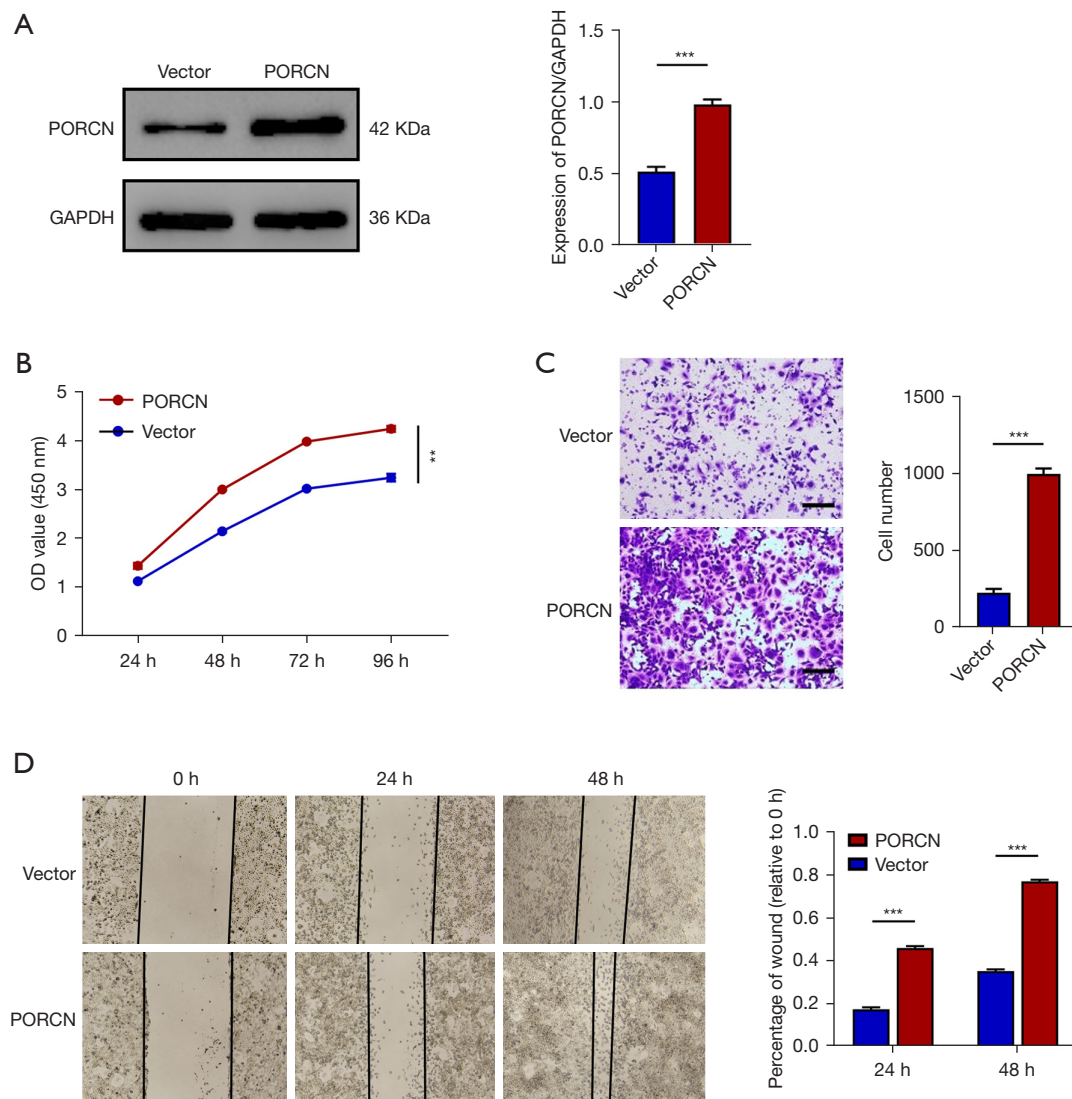 A
Vector PORCN
PORCN 42 KDa
GAPDH 36 KDa
Expression of PORCN/GAPDH
1.5
1.0
0.5
0.0
***
Vector
PORCN
B
OD value (450 nm)
5
4
3
2
1
0
PORCN
Vector
**
24 h 48 h 72 h 96 h
C
Vector
PORCN
Cell number
1500
1000
500
0
***
Vector
PORCN
D
0 h 24 h 48 h
Vector
PORCN
Percentage of wound (relative to 0 h)
1.0
0.8
0.6
0.4
0.2
0.0
PORCN
Vector
***
***
24 h 48 h